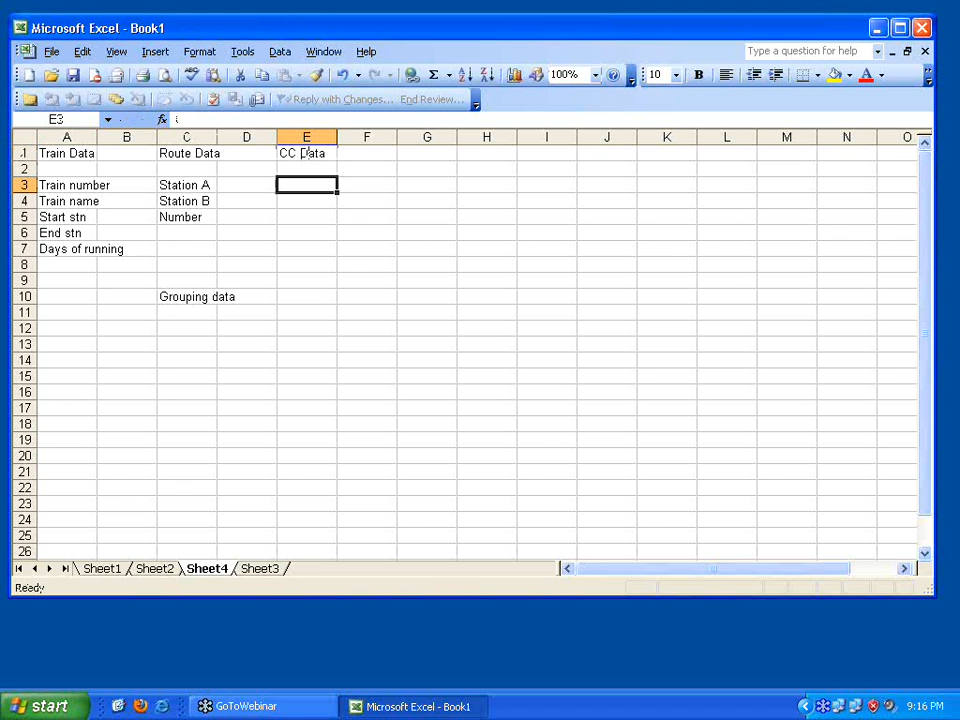 Microsoft Excel - Book1
File Edit View Insert Format Tools Data Window Help Type a question for help
100% 10 B A
Reply with Changes... End Review...
E3 fx
A B C D E F G H I J K L M N O
1 Train Data Route Data CC Data
2
3 Train number Station A
4 Train name Station B
5 Start stn Number
6 End stn
7 Days of running
8
9
10 Grouping data
11
12
13
14
15
16
17
18
19
20
21
22
23
24
25
26
Sheet1 Sheet2 Sheet4 Sheet3
Ready
start GoToWebinar Microsoft Excel - Book1 9:16 PM